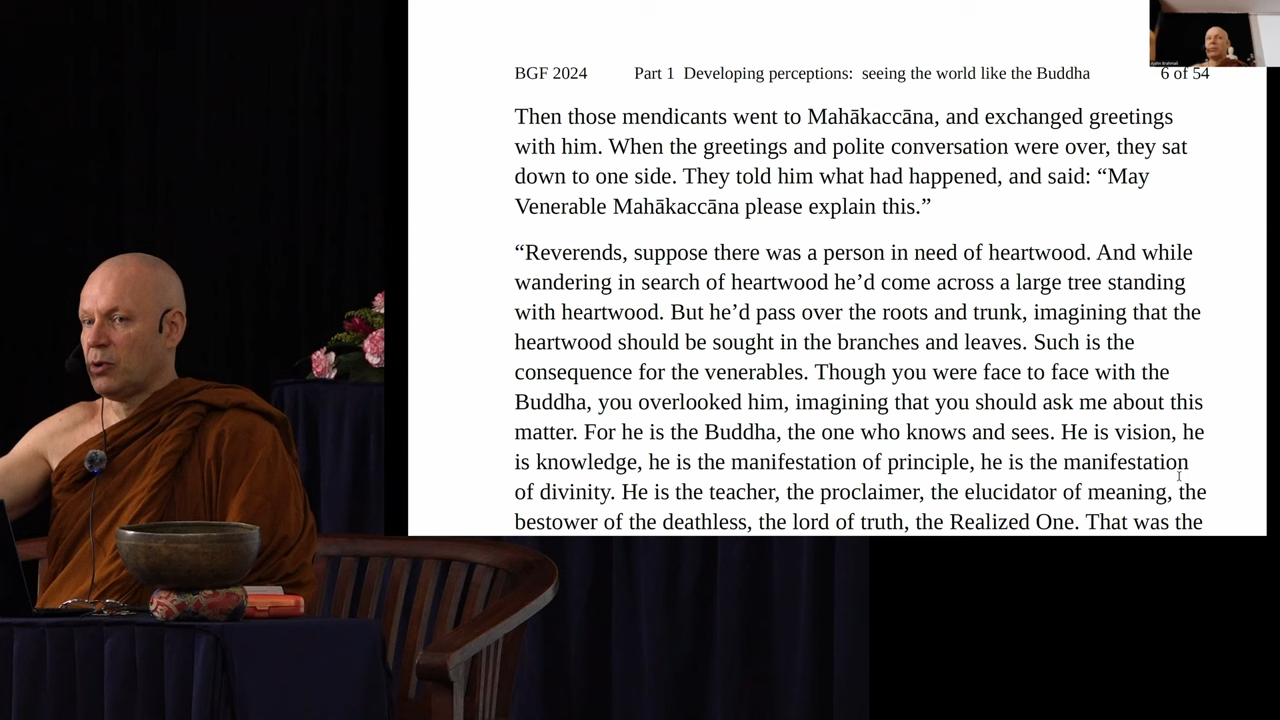 BGF 2024 Part 1 Developing perceptions: seeing the world like the Buddha 6 of 54
Then those mendicants went to Mahākaccāna, and exchanged greetings
with him. When the greetings and polite conversation were over, they sat
down to one side. They told him what had happened, and said: “May
Venerable Mahākaccāna please explain this.”
“Reverends, suppose there was a person in need of heartwood. And while
wandering in search of heartwood he’d come across a large tree standing
with heartwood. But he’d pass over the roots and trunk, imagining that the
heartwood should be sought in the branches and leaves. Such is the
consequence for the venerables. Though you were face to face with the
Buddha, you overlooked him, imagining that you should ask me about this
matter. For he is the Buddha, the one who knows and sees. He is vision, he
is knowledge, he is the manifestation of principle, he is the manifestation
of divinity. He is the teacher, the proclaimer, the elucidator of meaning, the
bestower of the deathless, the lord of truth, the Realized One. That was the